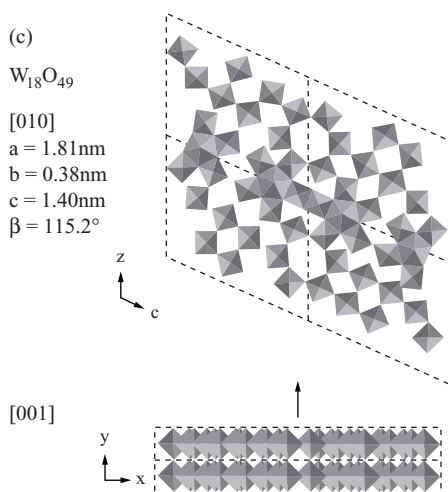 (c)
W₁₈O₄₉
[010]
a = 1.81nm
b = 0.38nm
c = 1.40nm
β = 115.2°
z
c
[001]
y
x